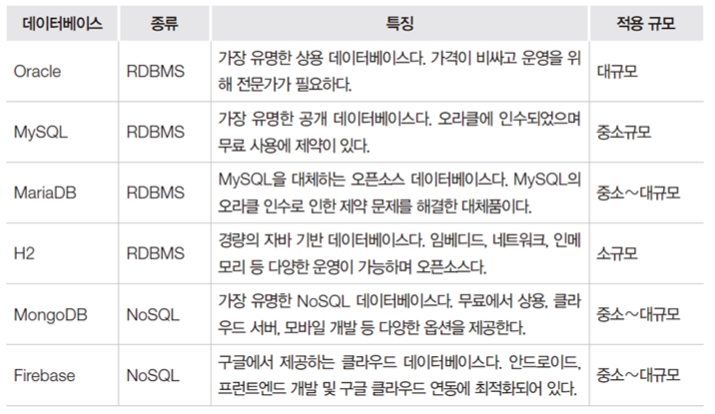 데이터베이스 종류 특징 적용 규모
Oracle RDBMS 가장 유명한 상용 데이터베이스다. 가격이 비싸고 운영을 위
해 전문가가 필요하다. 대규모
MySQL RDBMS 가장 유명한 공개 데이터베이스다. 오라클에 인수되었으며
무료 사용에 제약이 있다. 중소규모
MariaDB RDBMS MySQL을 대체하는 오픈소스 데이터베이스다. MySQL의
오라클 인수로 인한 제약 문제를 해결한 대체품이다. 중소~대규모
H2 RDBMS 경량의 자바 기반 데이터베이스다. 임베디드, 네트워크, 인메
모리 등 다양한 운영이 가능하며 오픈소스다. 소규모
MongoDB NoSQL 가장 유명한 NoSQL 데이터베이스다. 무료에서 상용, 클라
우드 서버, 모바일 개발 등 다양한 옵션을 제공한다. 중소~대규모
Firebase NoSQL 구글에서 제공하는 클라우드 데이터베이스다. 안드로이드,
프런트엔드 개발 및 구글 클라우드 연동에 최적화되어 있다. 중소~대규모